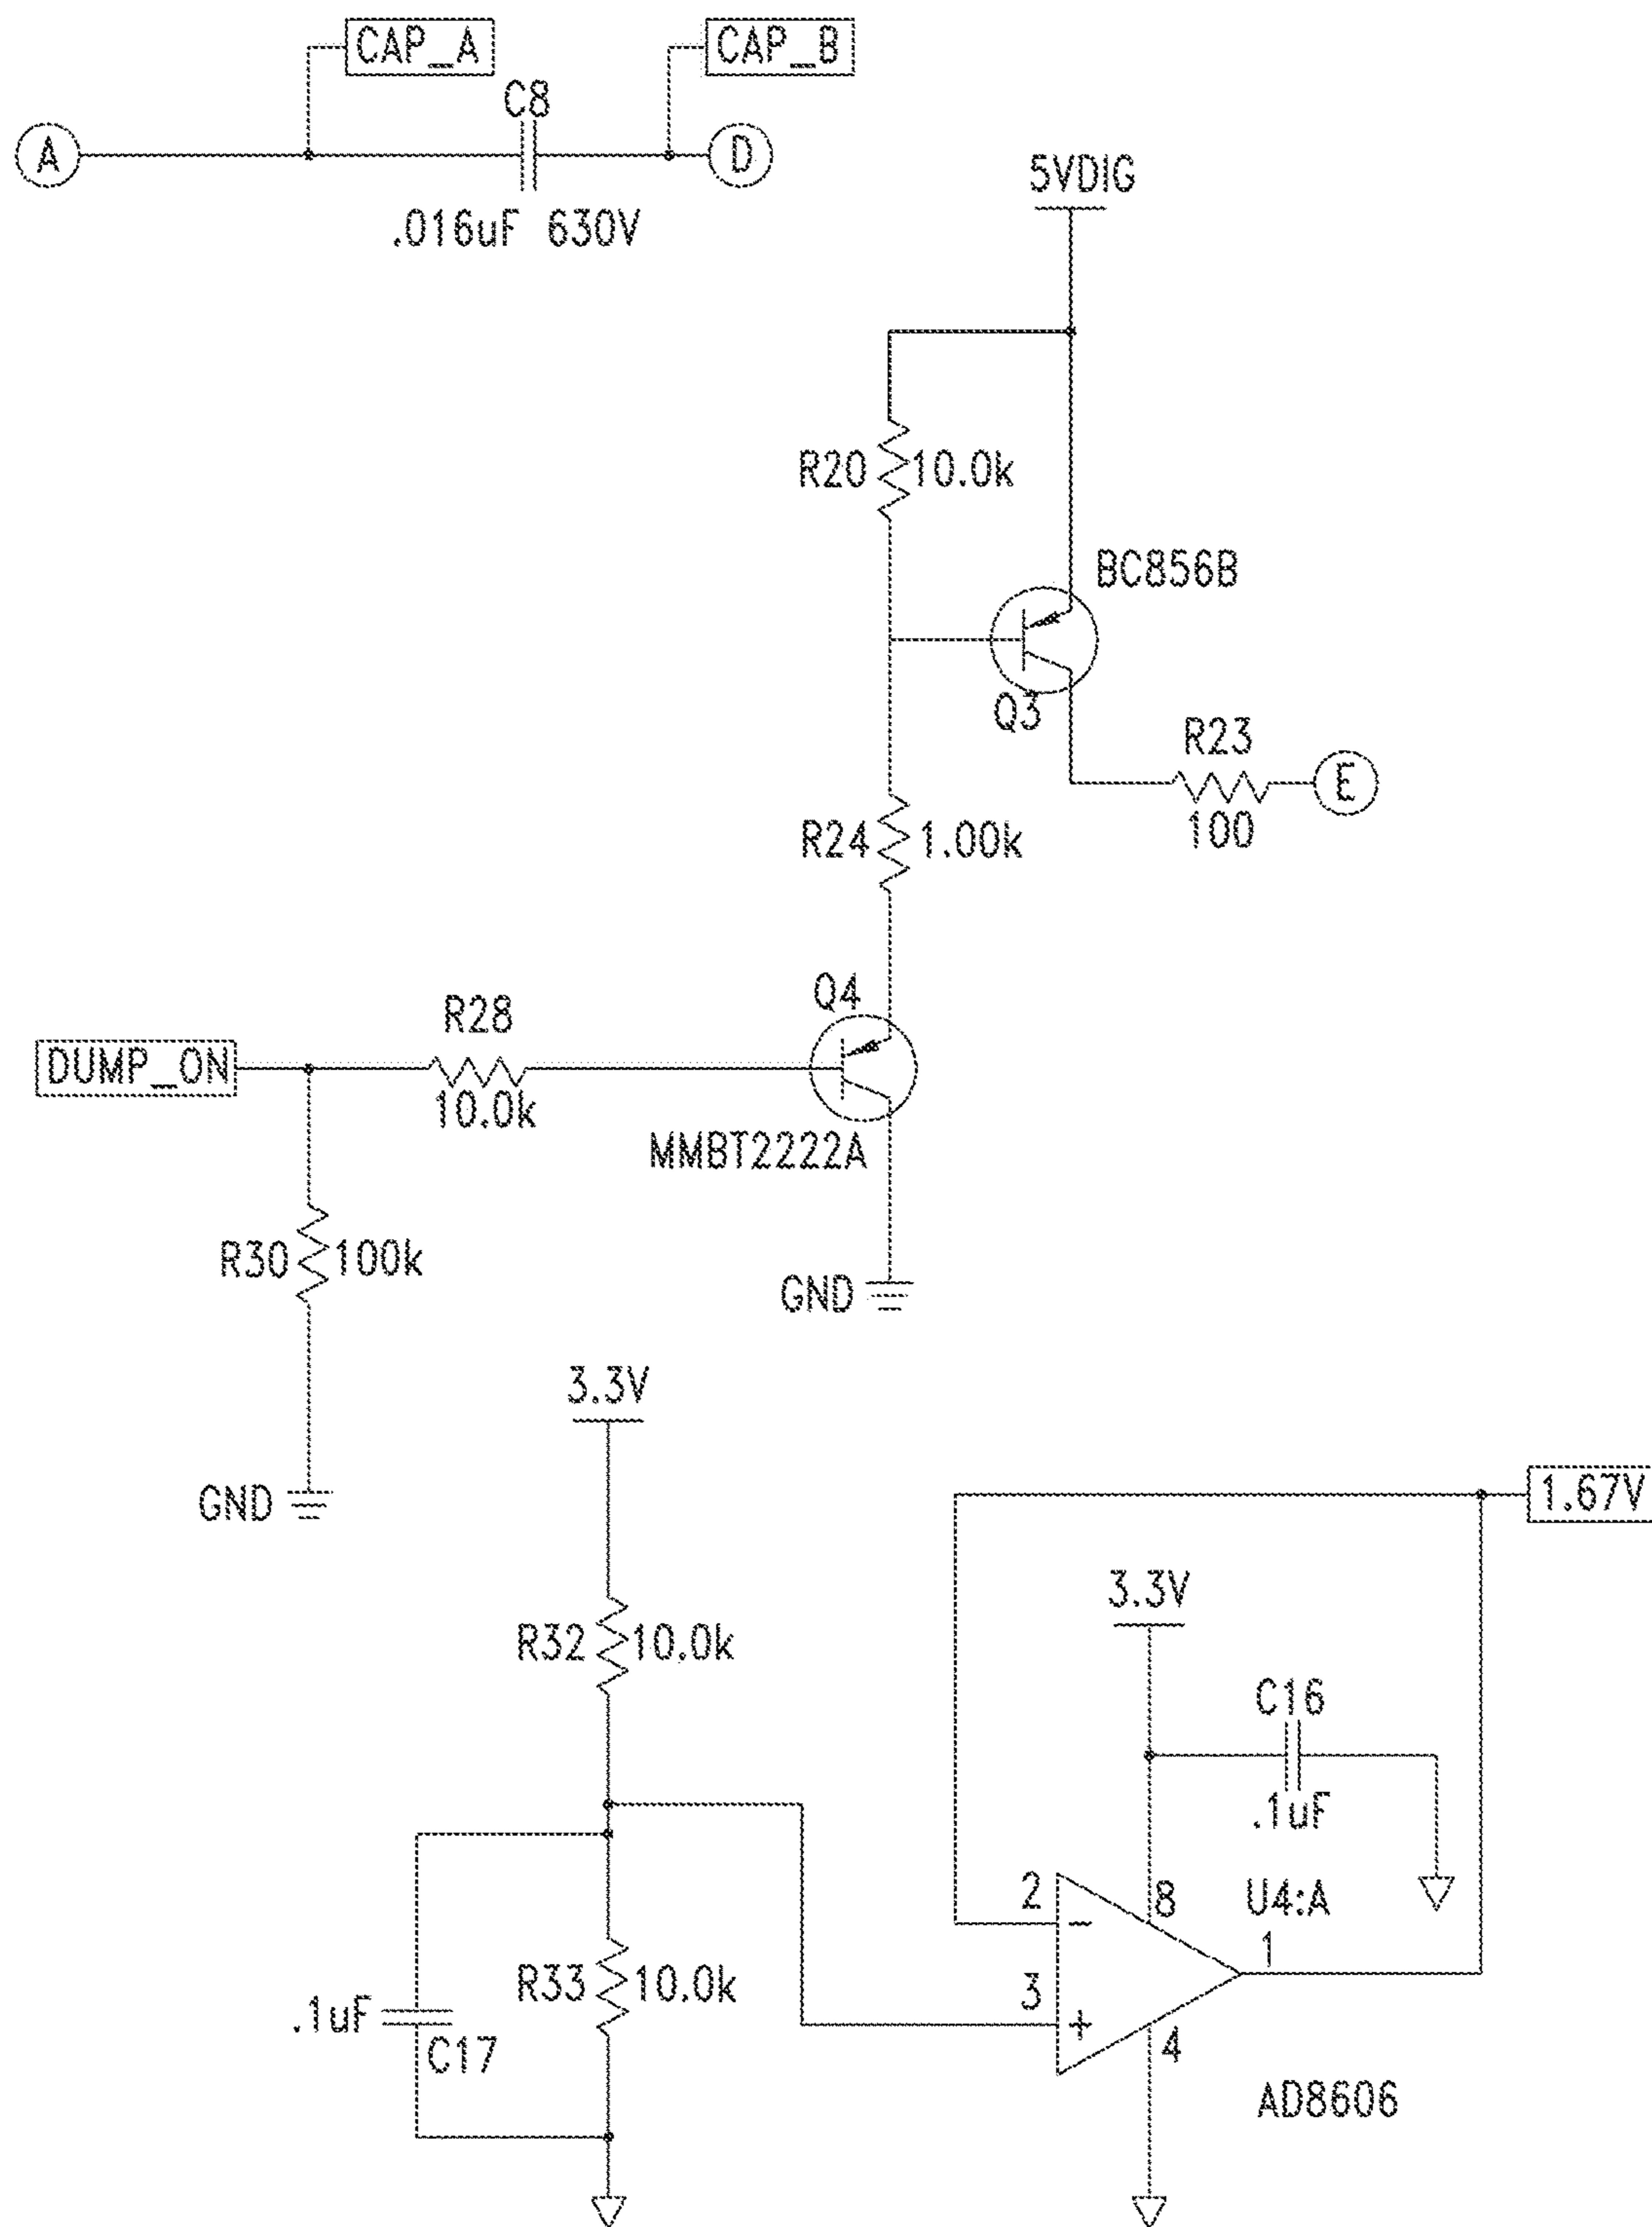 CAP_A
CAP_B
C8
A
D
.016uF 630V
5VDIG
R20 10.0k
BC856B
Q3
R23
E
100
R24 1.00k
Q4
R28
DUMP_ON
10.0k
MMBT2222A
R30 100k
GND
3.3V
GND
1.67V
3.3V
R32 10.0k
C16
.1uF
2
8
U4:A
1
-
R33 10.0k
3
.1uF
+
C17
4
AD8606